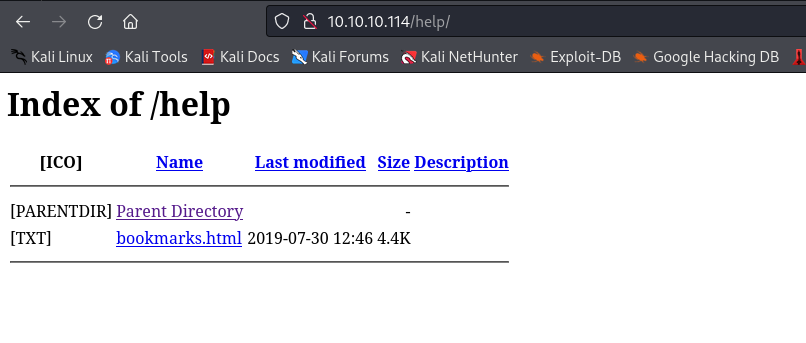 10.10.10.114/help/
Kali Linux Kali Tools Kali Docs Kali Forums Kali NetHunter Exploit-DB Google Hacking DB
Index of /help
[ICO] Name Last modified Size Description
[PARENTDIR] Parent Directory -
[TXT] bookmarks.html 2019-07-30 12:46 4.4K